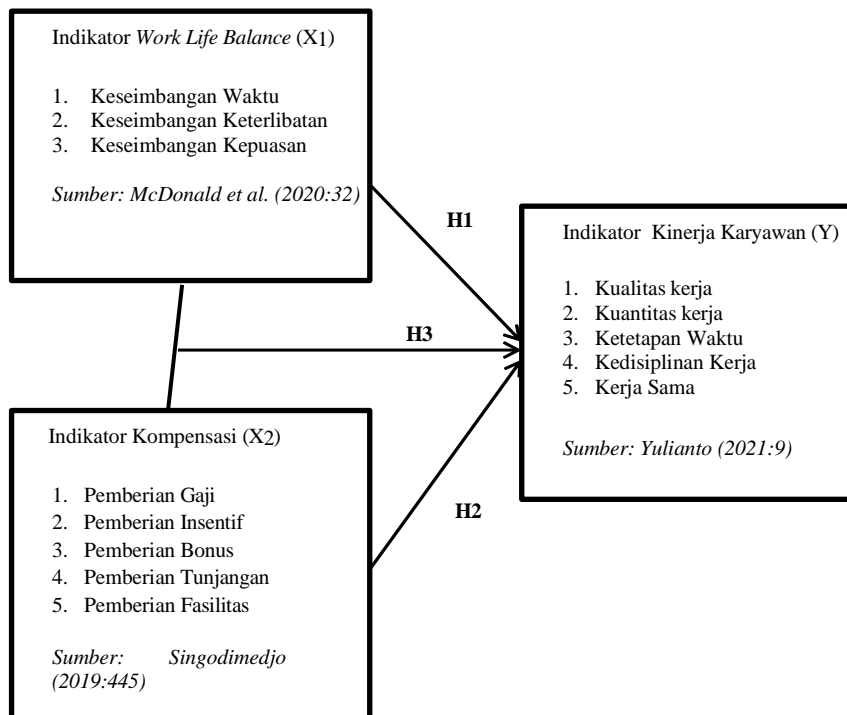 Indikator Work Life Balance (X1)
1. Keseimbangan Waktu
2. Keseimbangan Keterlibatan
3. Keseimbangan Kepuasan
Sumber: McDonald et al. (2020:32)
H1
Indikator Kinerja Karyawan (Y)
1. Kualitas kerja
2. Kuantitas kerja
3. Ketetapan Waktu
4. Kedisiplinan Kerja
5. Kerja Sama
Sumber: Yulianto (2021:9)
H3
Indikator Kompensasi (X2)
1. Pemberian Gaji
2. Pemberian Insentif
3. Pemberian Bonus
4. Pemberian Tunjangan
5. Pemberian Fasilitas
Sumber: Singodimedjo
(2019:445)
H2